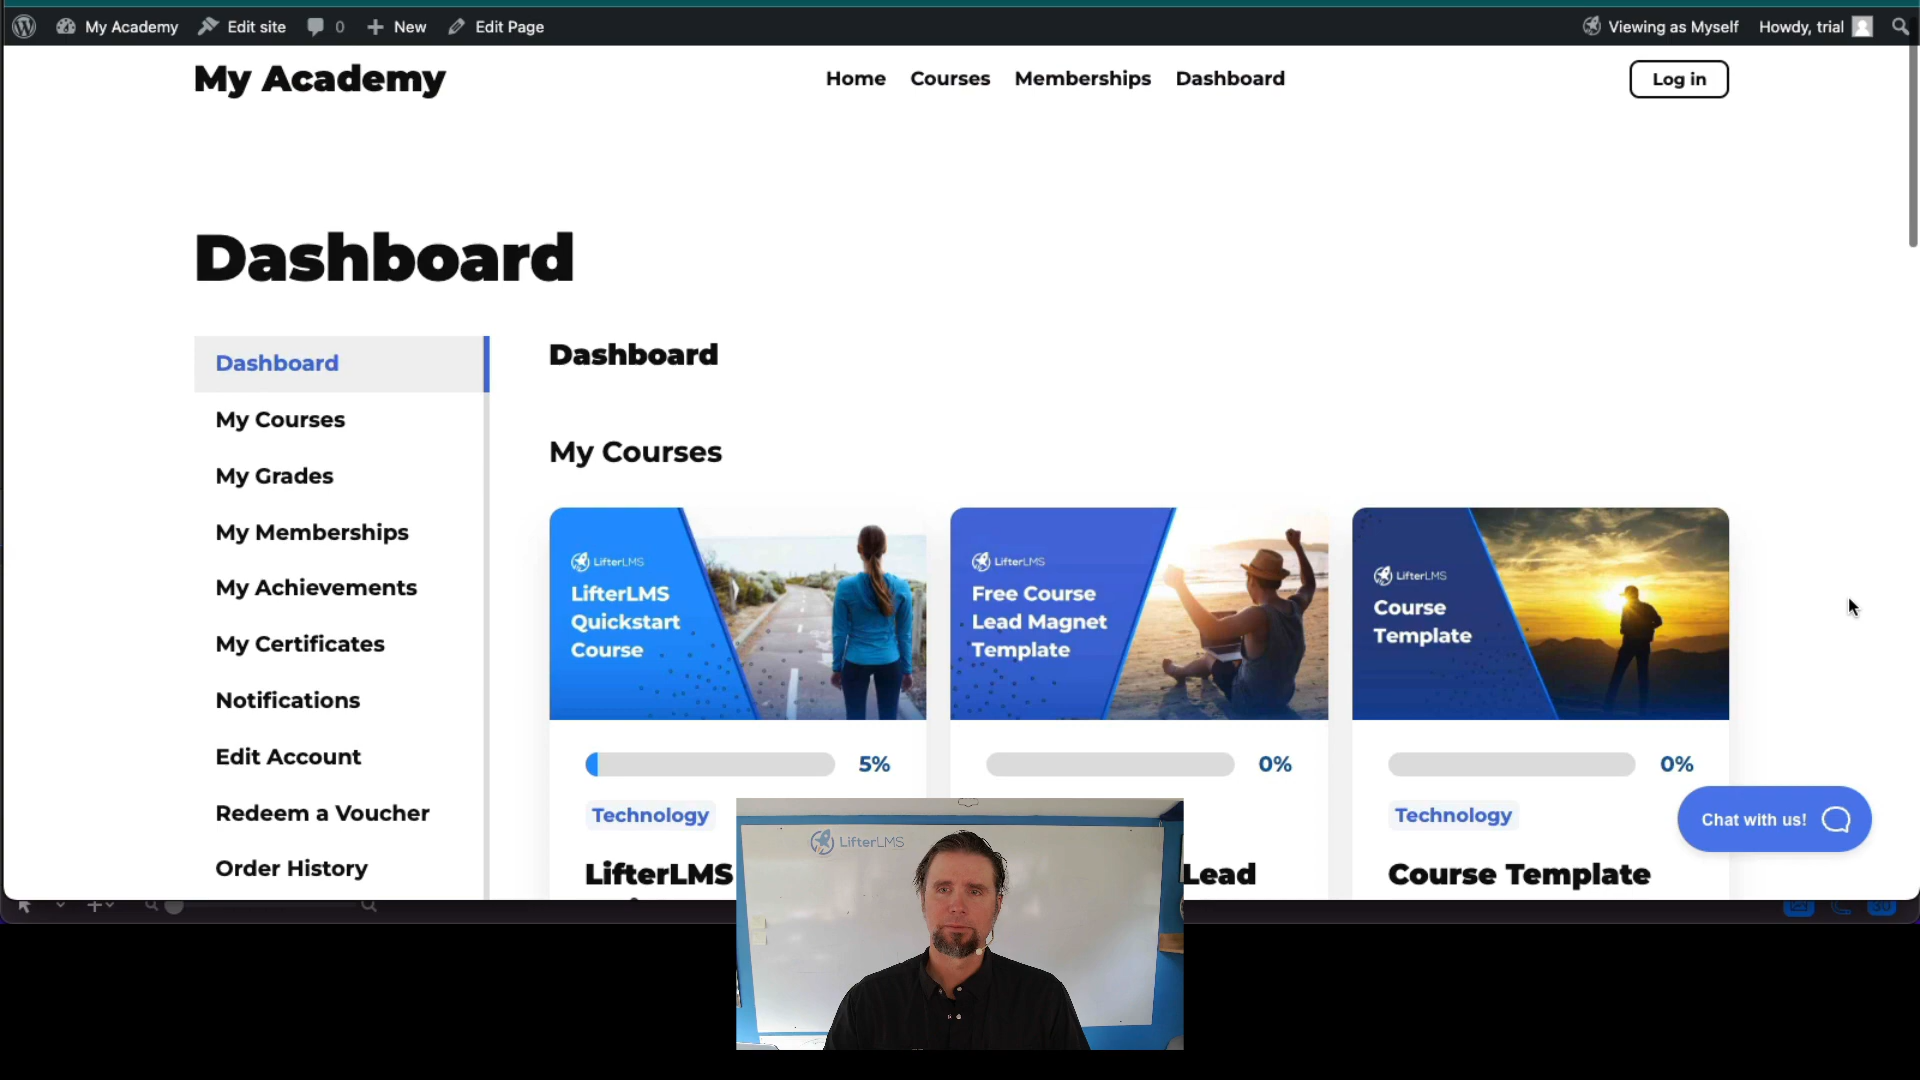 My Academy
Edit site
0
New
Edit Page
Viewing as Myself
Howdy, trial
My Academy
Home
Courses
Memberships
Dashboard
Log in
Dashboard
Dashboard
My Courses
My Grades
My Memberships
My Achievements
My Certificates
Notifications
Edit Account
Redeem a Voucher
Order History
Dashboard
My Courses
LifterLMS
LifterLMS
Quickstart
Course
5%
Technology
LifterLMS
LifterLMS
Free Course
Lead Magnet
Template
0%
Lead
LifterLMS
Course
Template
0%
Technology
Course Template
Chat with us!
LifterLMS